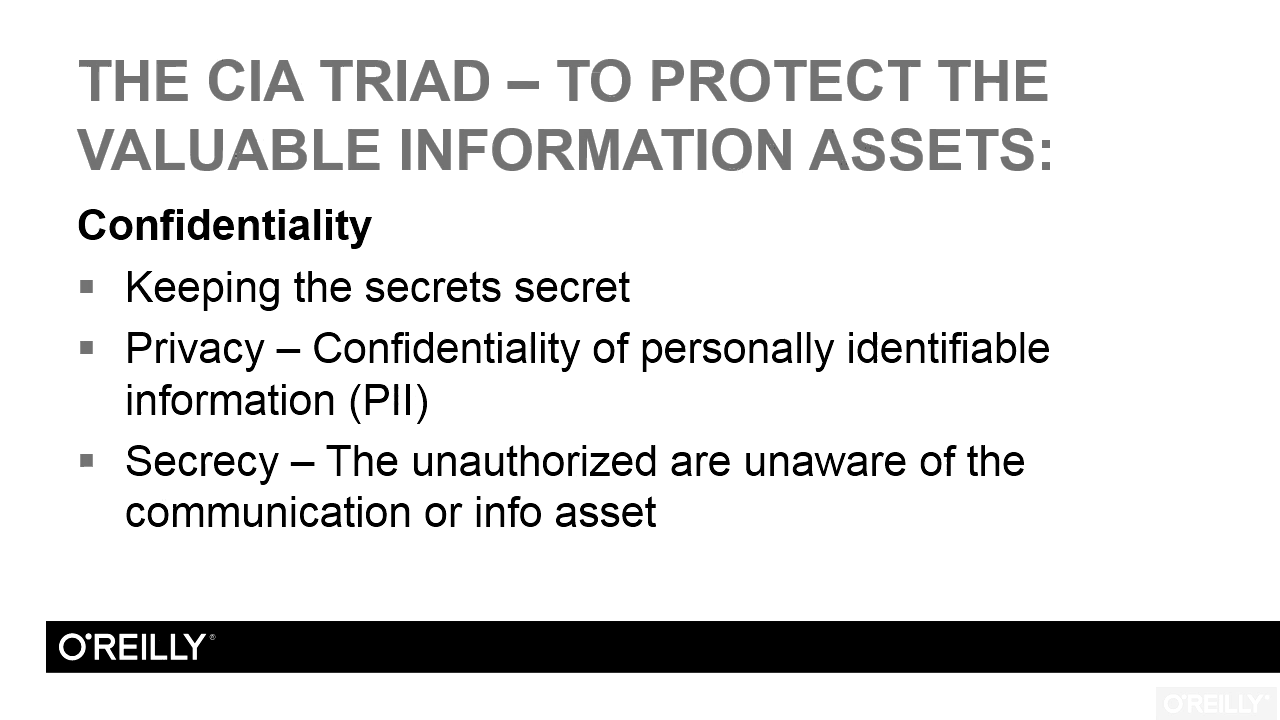 THE CIA TRIAD – TO PROTECT THE
VALUABLE INFORMATION ASSETS:
Confidentiality
▪ Keeping the secrets secret
▪ Privacy – Confidentiality of personally identifiable
information (PII)
▪ Secrecy – The unauthorized are unaware of the
communication or info asset
O'REILLY®
O'REILLY®